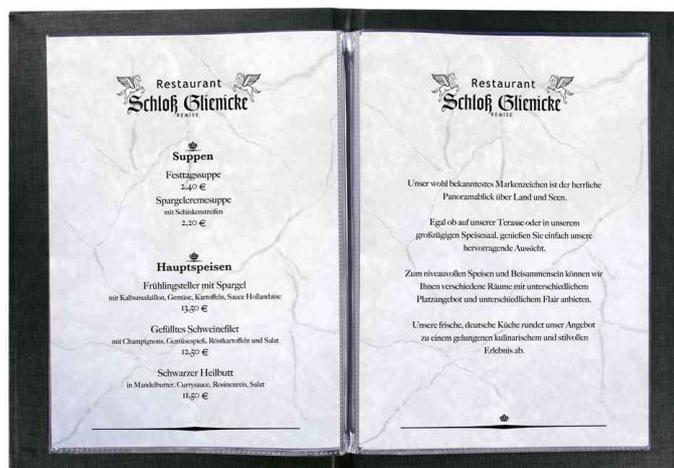 Restaurant
Schloß Glienicke
REMISE
Suppen
Festtagssuppe
2,40 €
Spargelcremesuppe
mit Schinkenstreifen
2,20 €
Hauptspeisen
Frühlingsteller mit Spargel
mit Kalbsmedaillon, Gemüse, Kartoffeln, Sauce Hollandaise
13,50 €
Gefülltes Schweinefilet
mit Champignons, Gemüsespieß, Röstkartoffeln und Salat
12,50 €
Schwarzer Heilbutt
in Mandelbutter, Currysauce, Rosinenreis, Salat
11,50 €
Restaurant
Schloß Glienicke
REMISE
Unser wohl bekanntestes Markenzeichen ist der herrliche
Panoramablick über Land und Seen.
Egal ob auf unserer Terasse oder in unserem
großzügigen Speisesaal, genießen Sie einfach unsere
hervorragende Aussicht.
Zum niveauvollen Speisen und Beisammensein können wir
Ihnen verschiedene Räume mit unterschiedlichem
Platzangebot und unterschiedlichem Flair anbieten.
Unsere frische, deutsche Küche rundet unser Angebot
zu einem gelungenen kulinarischem und stilvollen
Erlebnis ab.